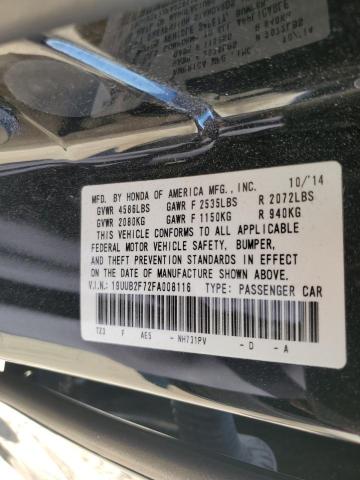 MFD. BY HONDA OF AMERICA MFG., INC. 10/'14
GVWR 4586LBS GAWR F 2535LBS R 2072LBS
GVWR 2080KG GAWR F 1150KG R 940KG
THIS VEHICLE CONFORMS TO ALL APPLICABLE
FEDERAL MOTOR VEHICLE SAFETY, BUMPER,
AND THEFT PREVENTION STANDARDS IN EFFECT
ON THE DATE OF MANUFACTURE SHOWN ABOVE.
V.I.N.: 19UUB2F72FA008116 TYPE: PASSENGER CAR
TZ3 F AE5 - NH731PV - D - A